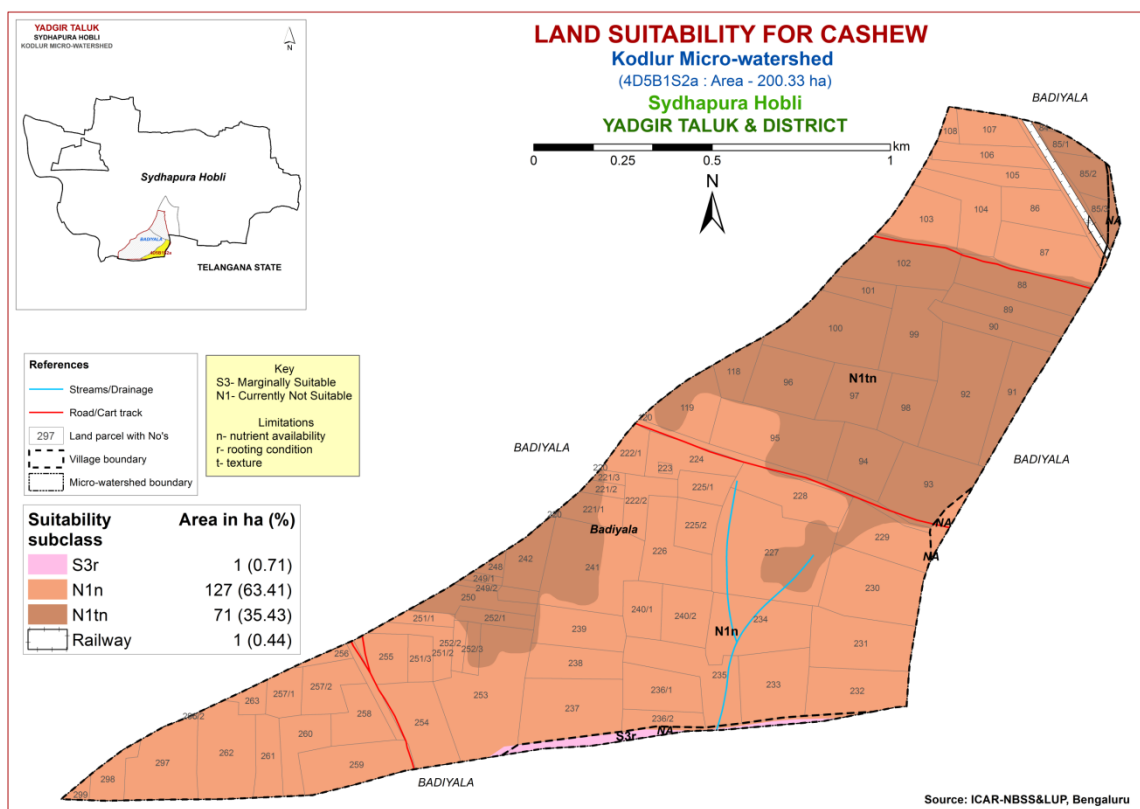 YADGIR TALUK
SYDHAPURA HOBLI
KODLUR MICRO-WATERSHED
N
Sydhapura Hobli
BADIYALA
4D5B1S2a
TELANGANA STATE
LAND SUITABILITY FOR CASHEW
Kodlur Micro-watershed
(4D5B1S2a : Area - 200.33 ha)
Sydhapura Hobli
YADGIR TALUK & DISTRICT
km
0 0.25 0.5 1
N
References
Streams/Drainage
Road/Cart track
297 Land parcel with No's
Village boundary
Micro-watershed boundary
Key
S3- Marginally Suitable
N1- Currently Not Suitable
Limitations
n- nutrient availability
r- rooting condition
t- texture
Suitability subclass Area in ha (%)
S3r 1 (0.71)
N1n 127 (63.41)
N1tn 71 (35.43)
Railway 1 (0.44)
BADIYALA
108
107
85/1
106
105
85/2
104
86
85/3
NA
103
87
102
88
101
89
100
99
90
118
96
N1tn
97
98
92
91
119
120
95
94
93
BADIYALA
BADIYALA
222/1
224
220
223
221/3
221/2
225/1
228
222/2
221/1
225/2
NA
NA
229
Badiyala
226
227
242
241
248
249/1
249/2
250
230
240/1
240/2
234
N1n
251/1
252/1
239
231
252/2
252/3
251/2
251/3
255
256
238
235
233
232
236/1
253
237
236/2
NA
S3r
257/2
257/1
263
258
254
260
262
261
259
297
298
299
BADIYALA
Source: ICAR-NBSS&LUP, Bengaluru